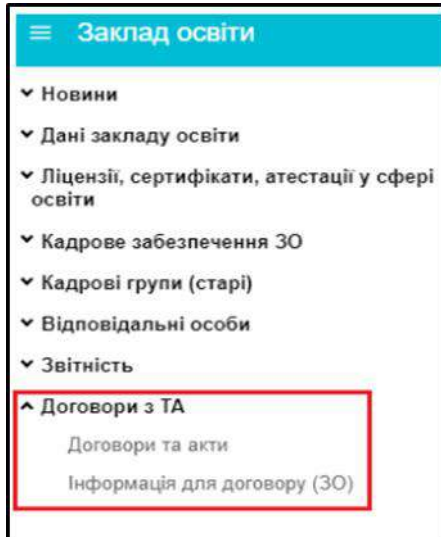 Заклад освіти
Новини
Дані закладу освіти
Ліцензії, сертифікати, атестації у сфері
освіти
Кадрове забезпечення ЗО
Кадрові групи (старі)
Відповідальні особи
Звітність
Договори з ТА
Договори та акти
Інформація для договору (ЗО)